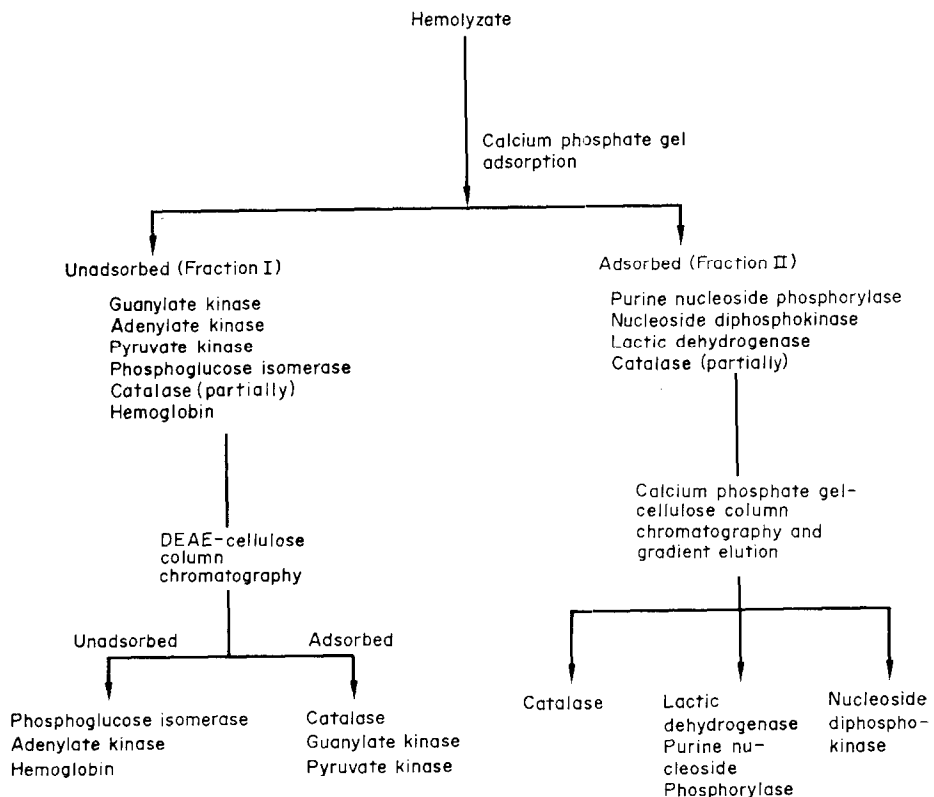 Hemolyzate
Calcium phosphate gel
adsorption
Unadsorbed (Fraction I)
Guanylate kinase
Adenylate kinase
Pyruvate kinase
Phosphoglucose isomerase
Catalase (partially)
Hemoglobin
Adsorbed (Fraction II)
Purine nucleoside phosphorylase
Nucleoside diphosphokinase
Lactic dehydrogenase
Catalase (partially)
DEAE-cellulose
column
chromatography
Calcium phosphate gel-
cellulose column
chromatography and
gradient elution
Unadsorbed
Adsorbed
Phosphoglucose isomerase
Adenylate kinase
Hemoglobin
Catalase
Guanylate kinase
Pyruvate kinase
Catalase
Lactic
dehydrogenase
Purine nu-
cleoside
Phosphorylase
Nucleoside
diphospho-
kinase